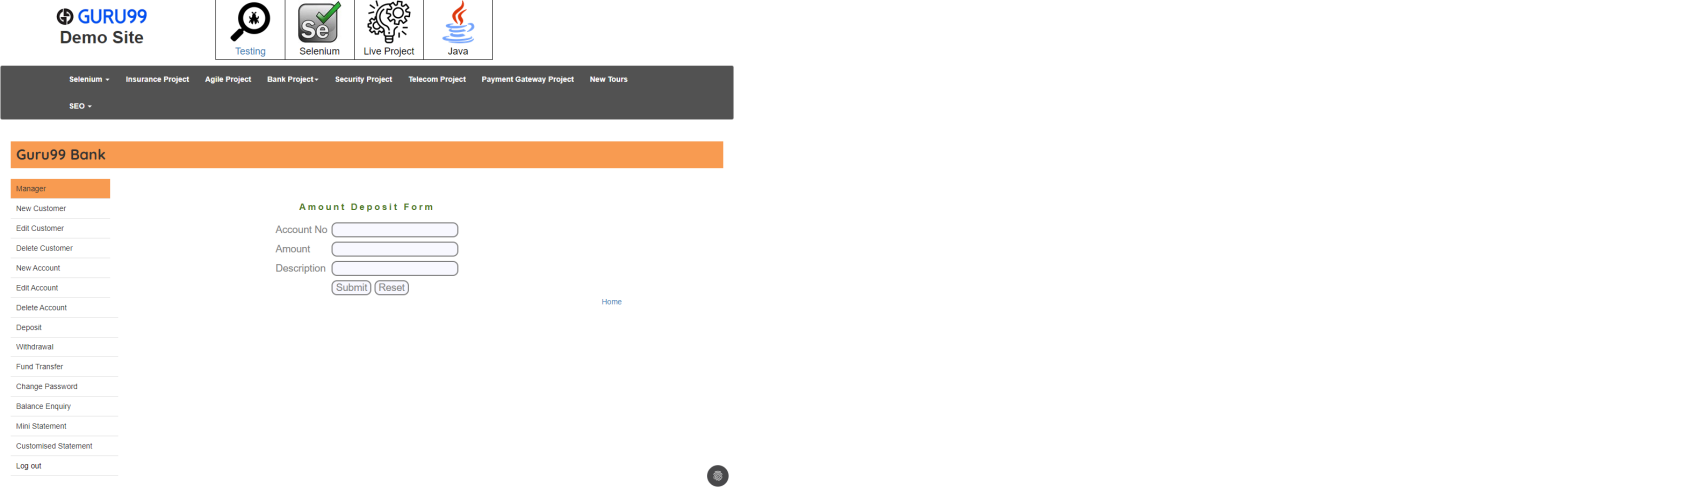 GURU99
Demo Site
Testing
Selenium
Live Project
Java
Selenium
Insurance Project
Agile Project
Bank Project
Security Project
Telecom Project
Payment Gateway Project
New Tours
SEO
Guru99 Bank
Manager
New Customer
Edit Customer
Delete Customer
New Account
Edit Account
Delete Account
Deposit
Withdrawal
Fund Transfer
Change Password
Balance Enquiry
Mini Statement
Customised Statement
Log out
Amount Deposit Form
Account No
Amount
Description
Submit Reset
Home